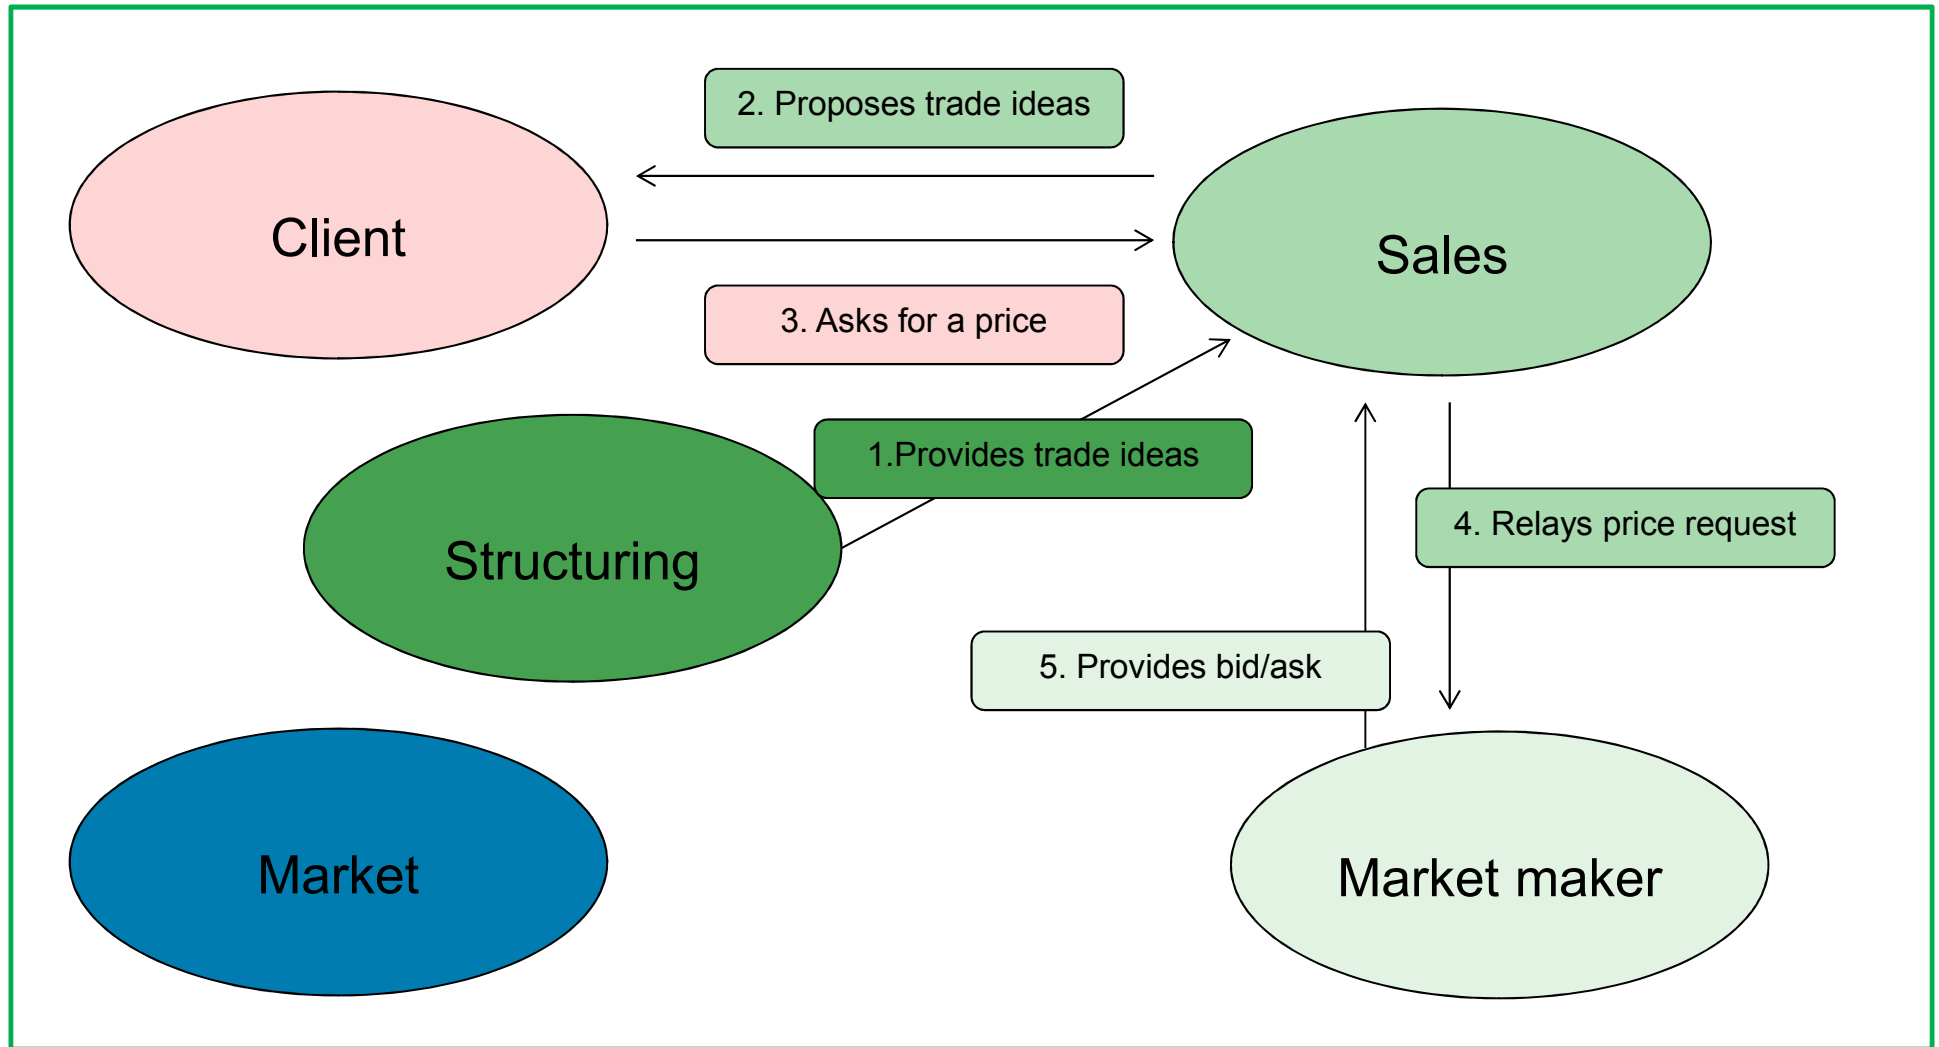 2. Proposes trade ideas
Client
Sales
3. Asks for a price
1.Provides trade ideas
4. Relays price request
Structuring
5. Provides bid/ask
Market
Market maker